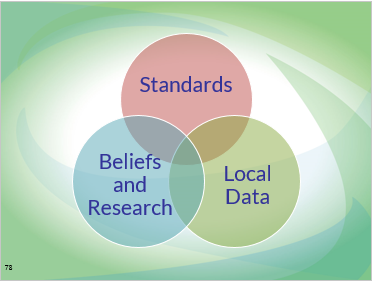 Standards
Beliefs
and
Research
Local
Data
78